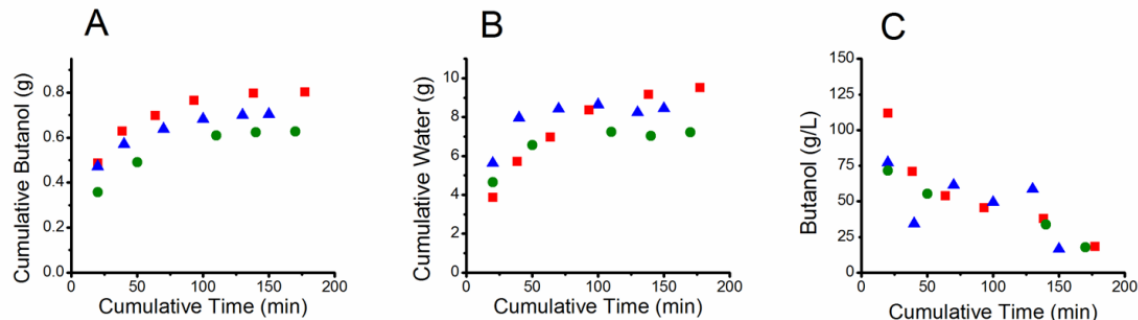 A
Cumulative Butanol (g)
0.8
0.6
0.4
0.2
0.0
0 50 100 150 200
Cumulative Time (min)
B
Cumulative Water (g)
10
8
6
4
2
0
0 50 100 150 200
Cumulative Time (min)
C
Butanol (g/L)
150
125
100
75
50
25
0
0 50 100 150 200
Cumulative Time (min)